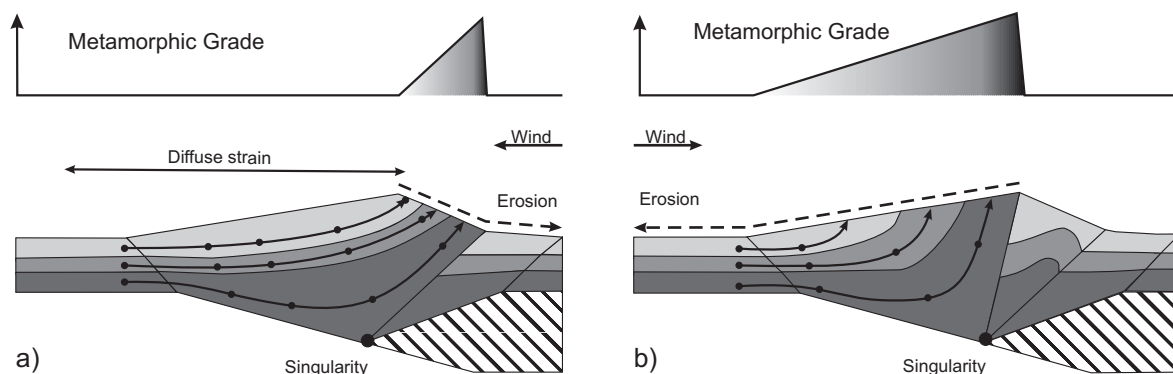 Metamorphic Grade
Wind
Diffuse strain
Erosion
Singularity
a)
Metamorphic Grade
Wind
Erosion
Singularity
b)